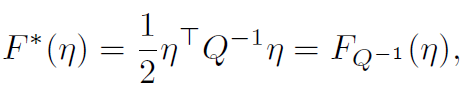 F^*(\eta) = \frac{1}{2} \eta^\top Q^{-1} \eta = F_{Q^{-1}}(\eta),